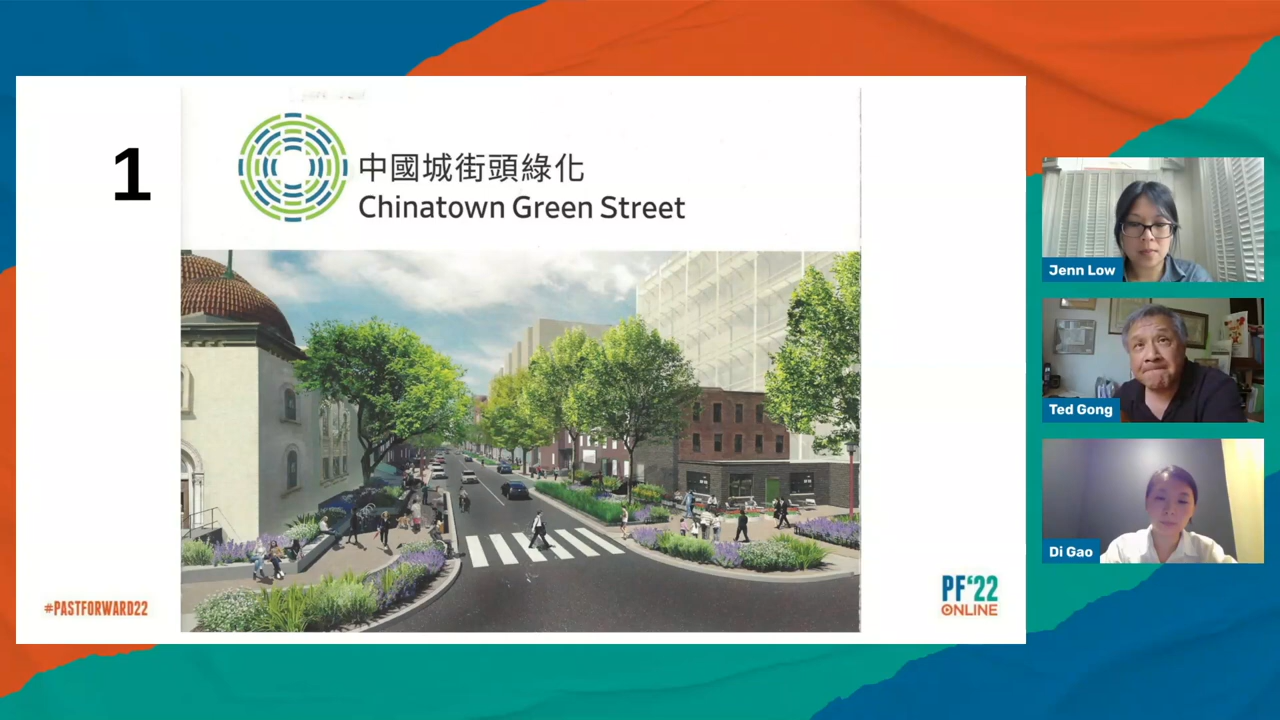 1
中國城街頭綠化
Chinatown Green Street
#PASTFORWARD22
PF‘22
ONLINE
Jenn Low
Ted Gong
Di Gao